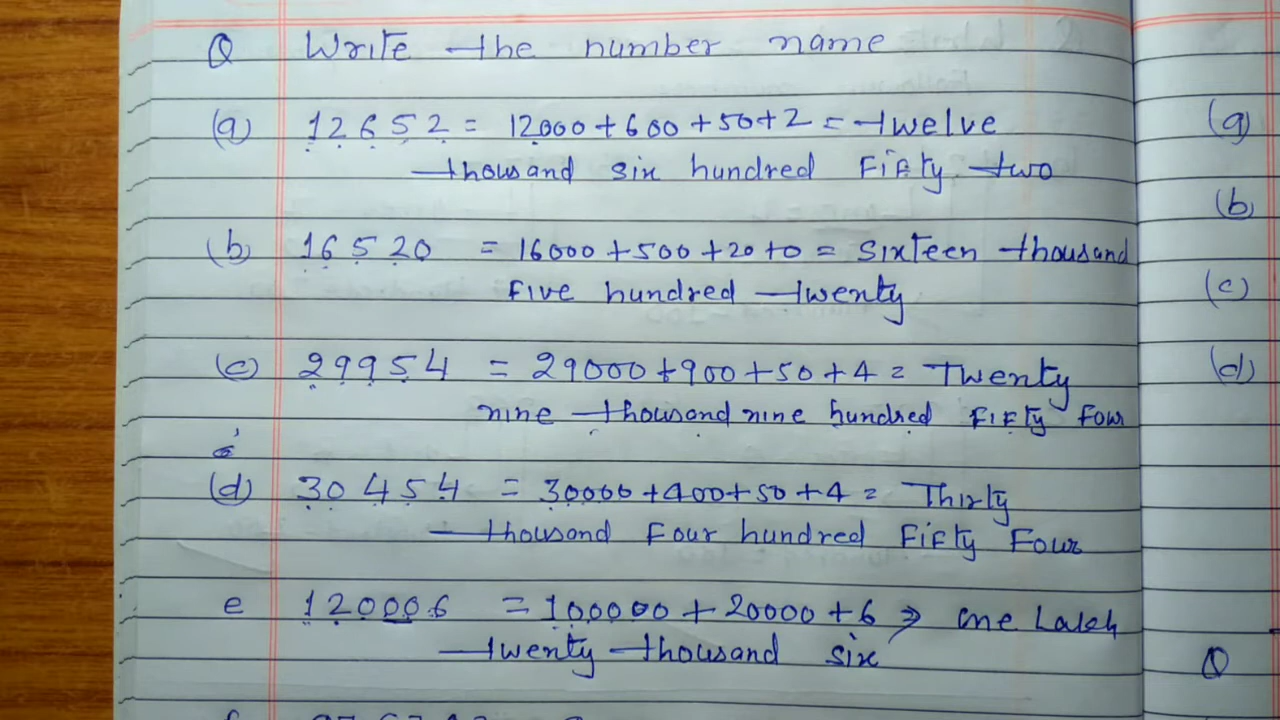 Q Write the number name
(a) 12652 = 12000+600+50+2 = twelve
thousand six hundred Fifty two
(b) 16520 = 16000+500+20+0 = Sixteen thousand
Five hundred twenty
(c) 29954 = 29000+900+50+4 = Twenty
nine thousand nine hundred Fifty Four
(d) 30454 = 30000+400+50+4 = Thirty
thousand Four hundred Fifty Four
e 120006 = 100000+20000+6 ⇒ one Lakh
twenty thousand six
(a)
(b)
(c)
(d)
Q